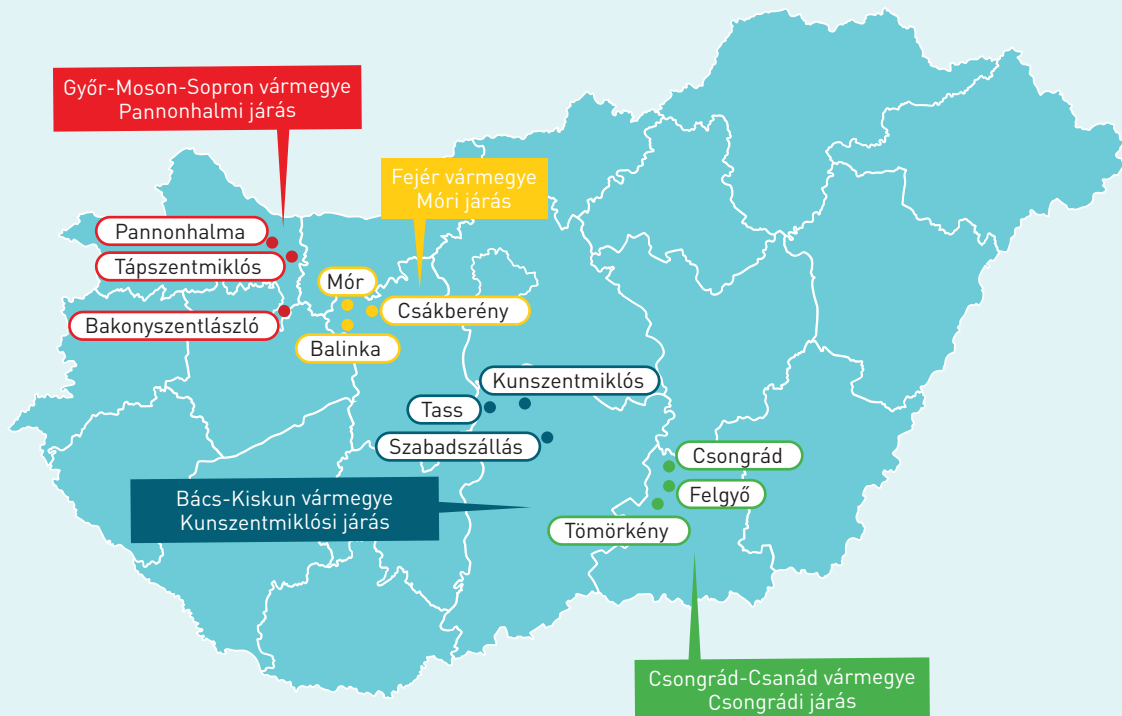 Győr-Moson-Sopron vármegye
Pannonhalmi járás
Fejér vármegye
Móri járás
Pannonhalma
Tápszentmiklós
Mór
Bakonyszentlászló
Csákberény
Balinka
Kunszentmiklós
Tass
Szabadszállás
Csongrád
Felgyő
Tömörkény
Bács-Kiskun vármegye
Kunszentmiklósi járás
Csongrád-Csanád vármegye
Csongrádi járás